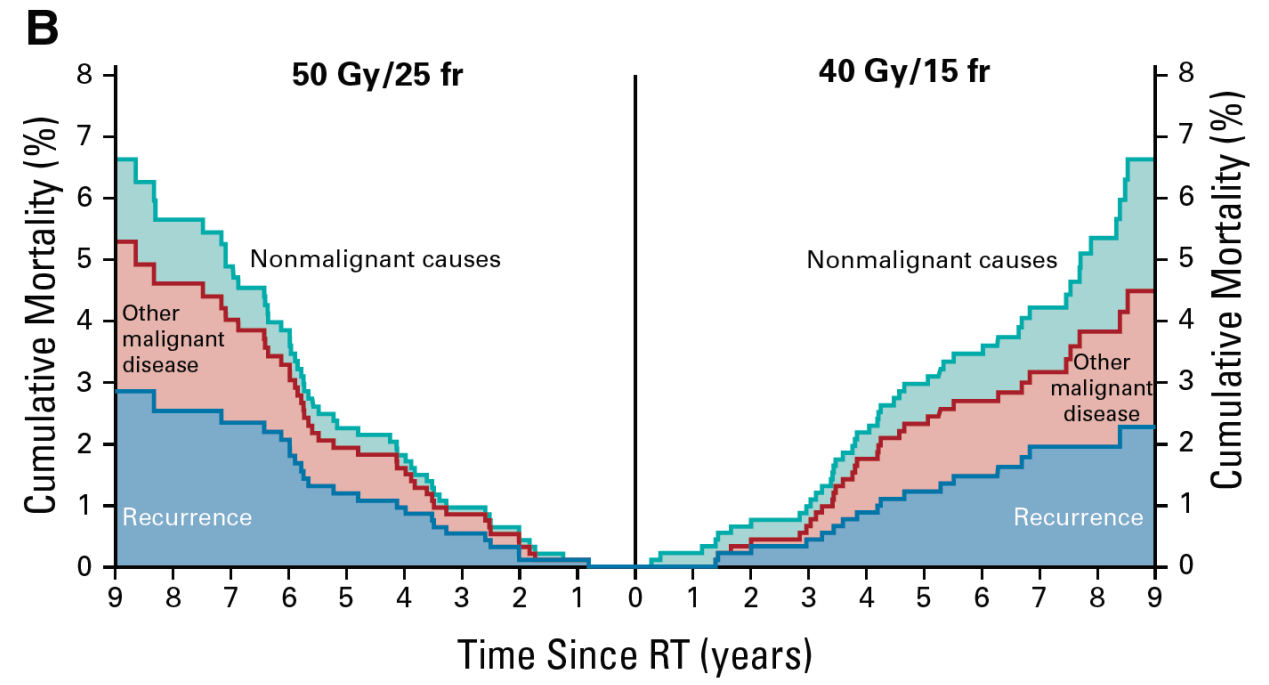 B
50 Gy/25 fr
40 Gy/15 fr
Cumulative Mortality (%)
8
7
6
5
4
3
2
1
0
Nonmalignant causes
Other
malignant
disease
Recurrence
Nonmalignant causes
Other
malignant
disease
Recurrence
8
7
6
5
4
3
2
1
0
Cumulative Mortality (%)
9 8 7 6 5 4 3 2 1 0 1 2 3 4 5 6 7 8 9
Time Since RT (years)